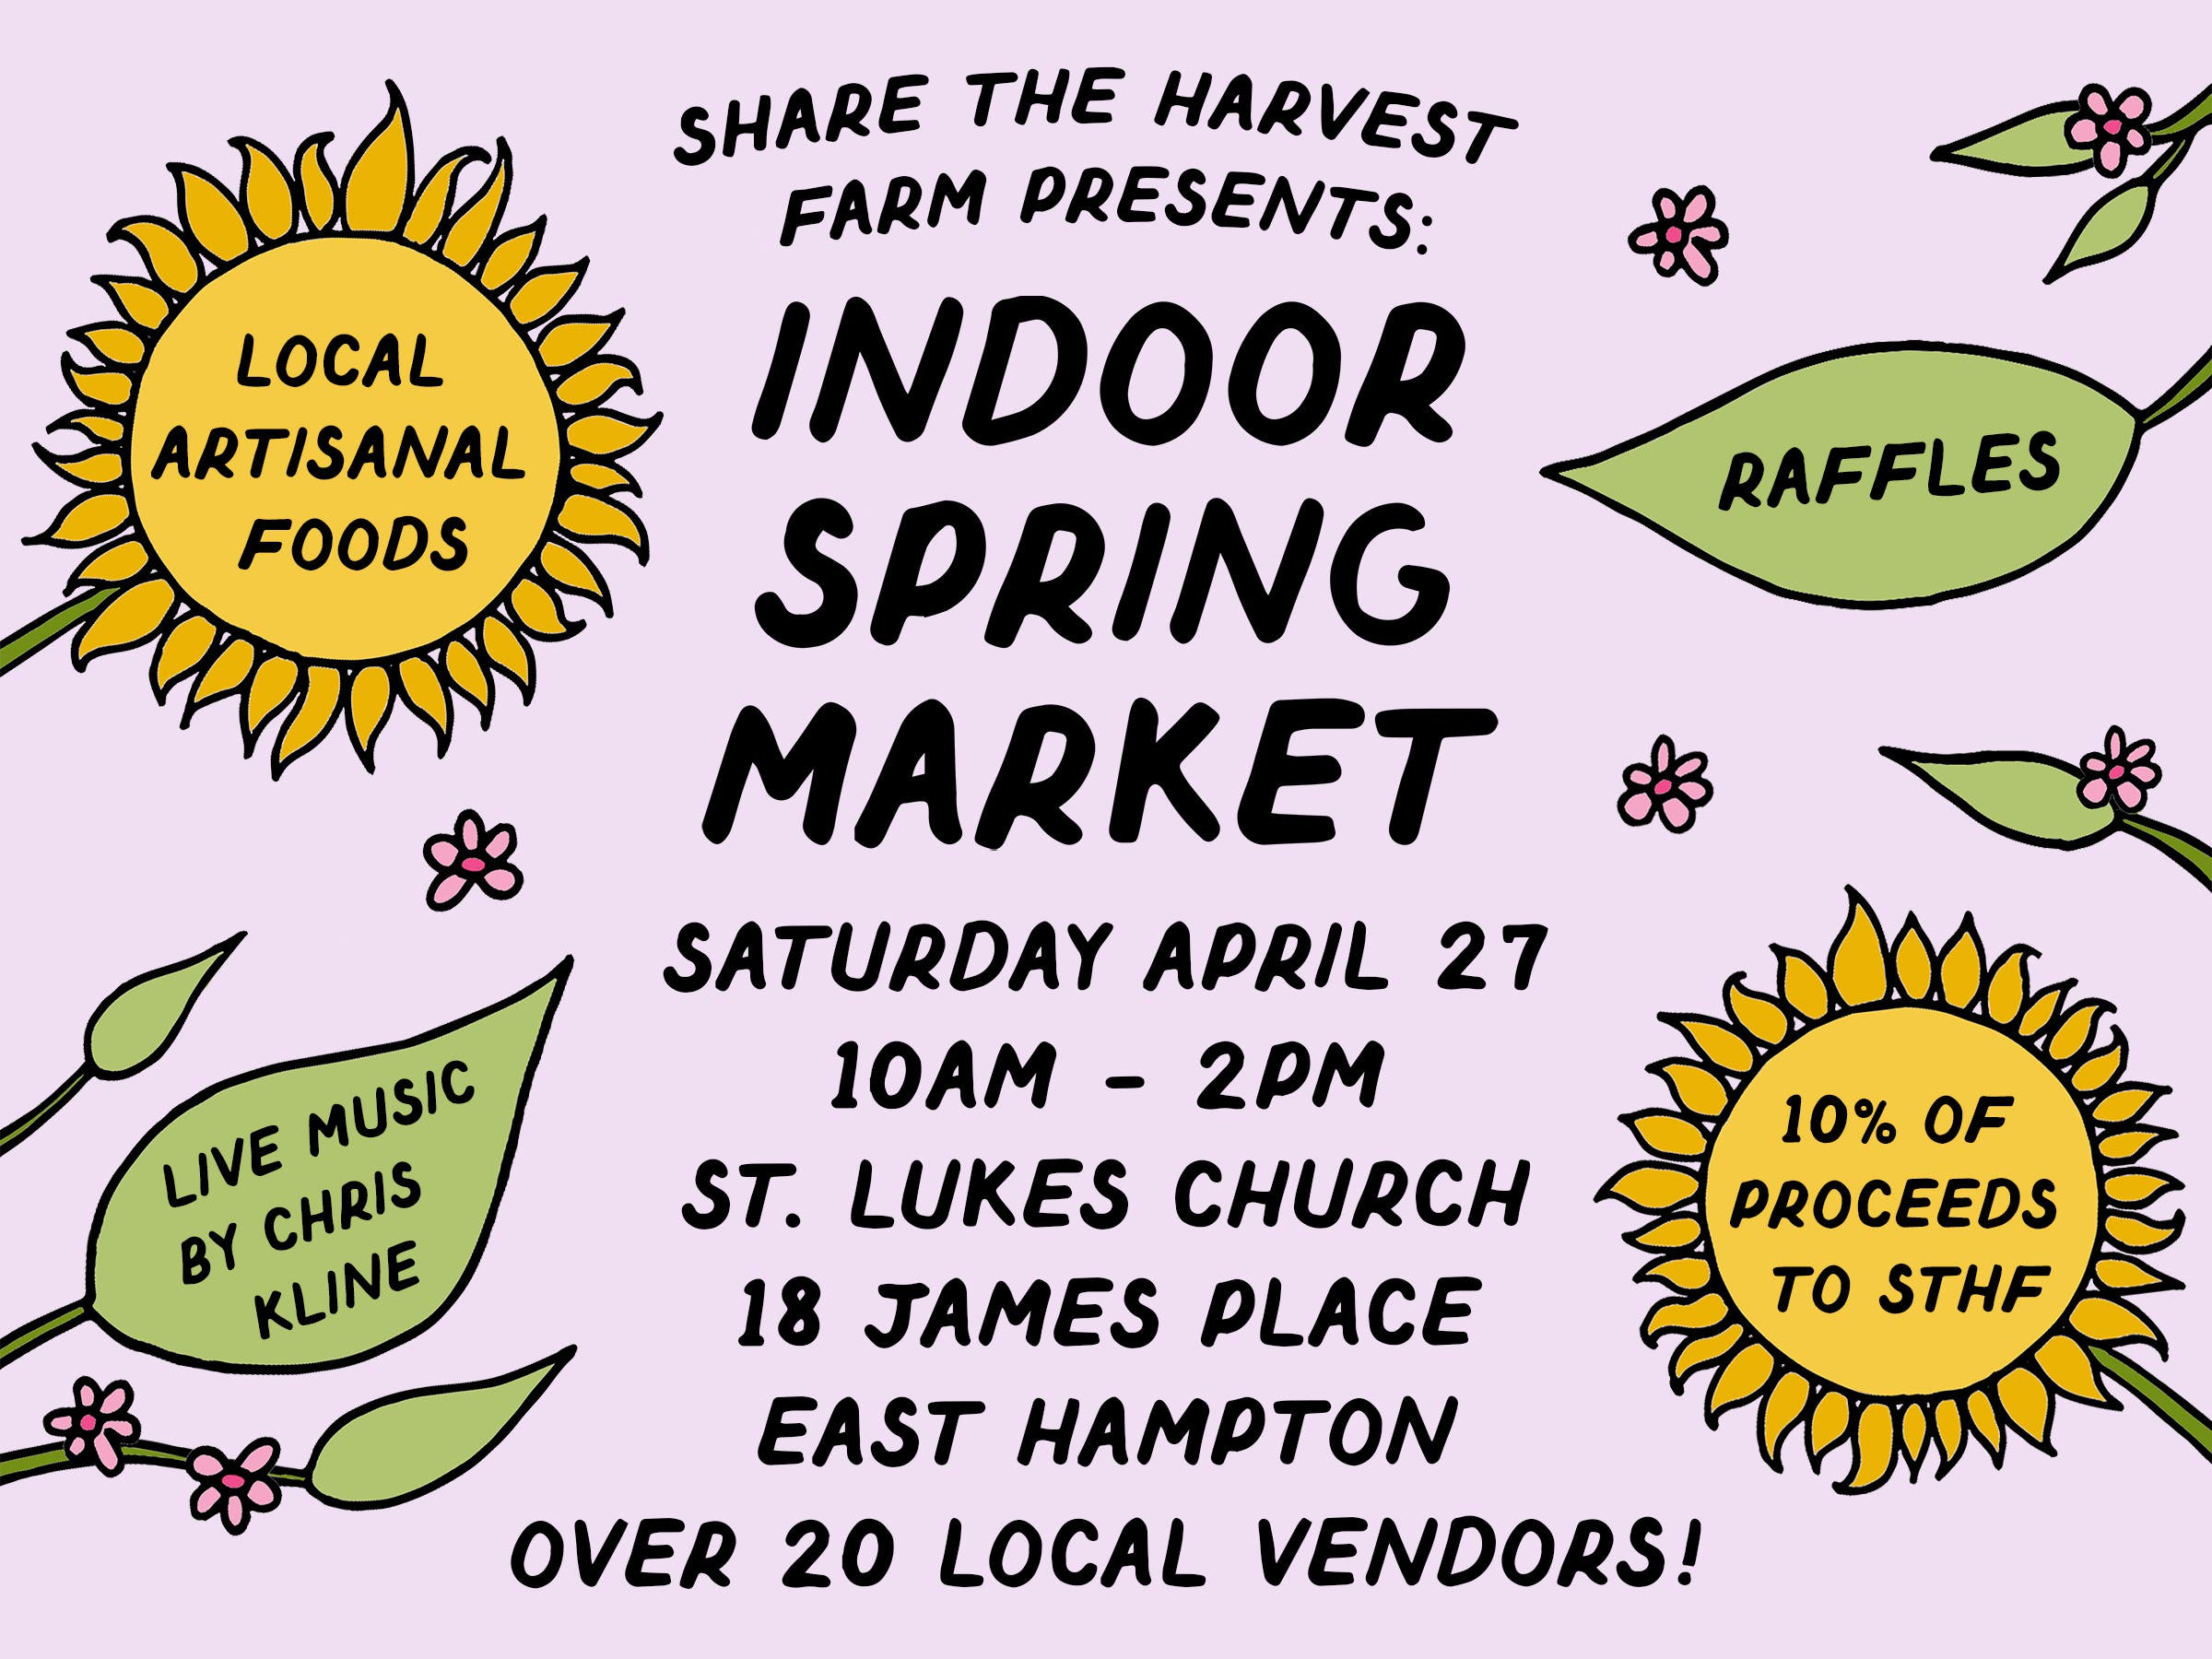 SHARE THE HARVEST
FARM PRESENTS:
INDOOR
SPRING
MARKET
LOCAL
ARTISANAL
FOODS
RAFFLES
SATURDAY APRIL 27
10AM - 2PM
ST. LUKES CHURCH
18 JAMES PLACE
EAST HAMPTON
LIVE MUSIC
BY CHRIS
KLINE
10% OF
PROCEEDS
TO STHF
OVER 20 LOCAL VENDORS!